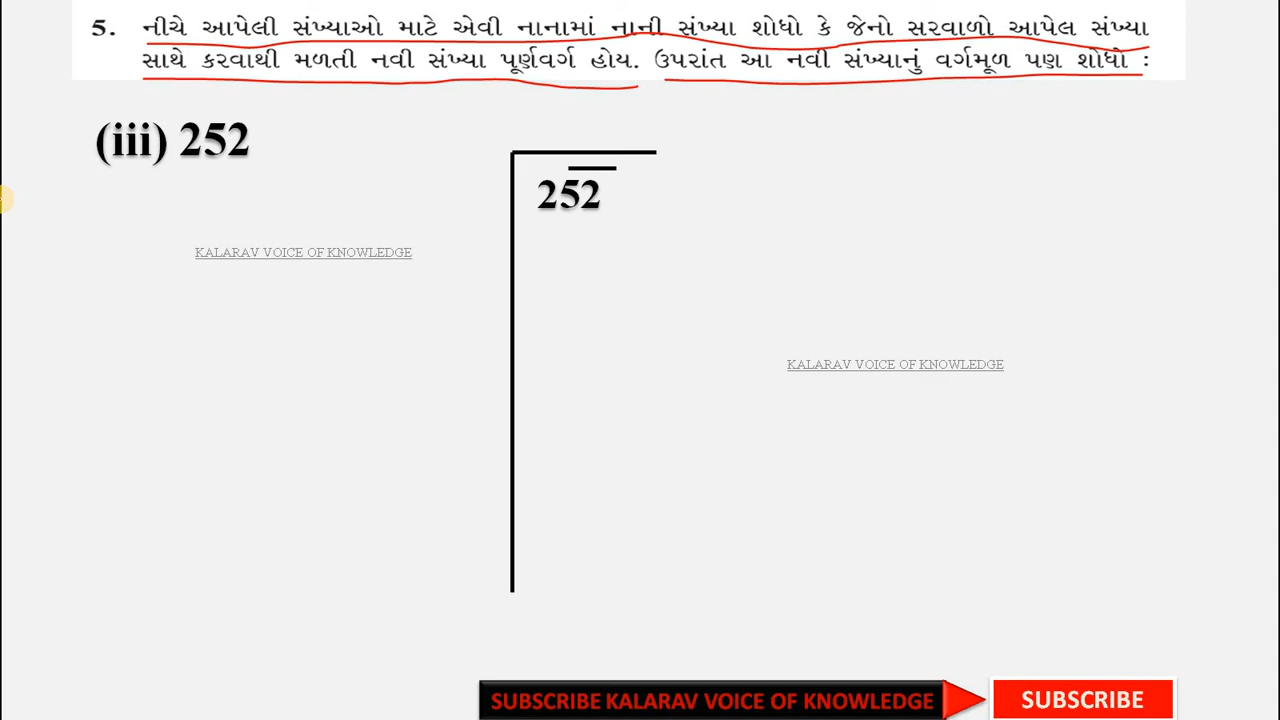 5. નીચે આપેલી સંખ્યાઓ માટે એવી નાનામાં નાની સંખ્યા શોધો કે જેનો સરવાળો આપેલ સંખ્યા
સાથે કરવાથી મળતી નવી સંખ્યા પૂર્ણવર્ગ હોય. ઉપરાંત આ નવી સંખ્યાનું વર્ગમૂળ પણ શોધો :
(iii) 252
252
KALARAV VOICE OF KNOWLEDGE
KALARAV VOICE OF KNOWLEDGE
SUBSCRIBE KALARAV VOICE OF KNOWLEDGE
SUBSCRIBE